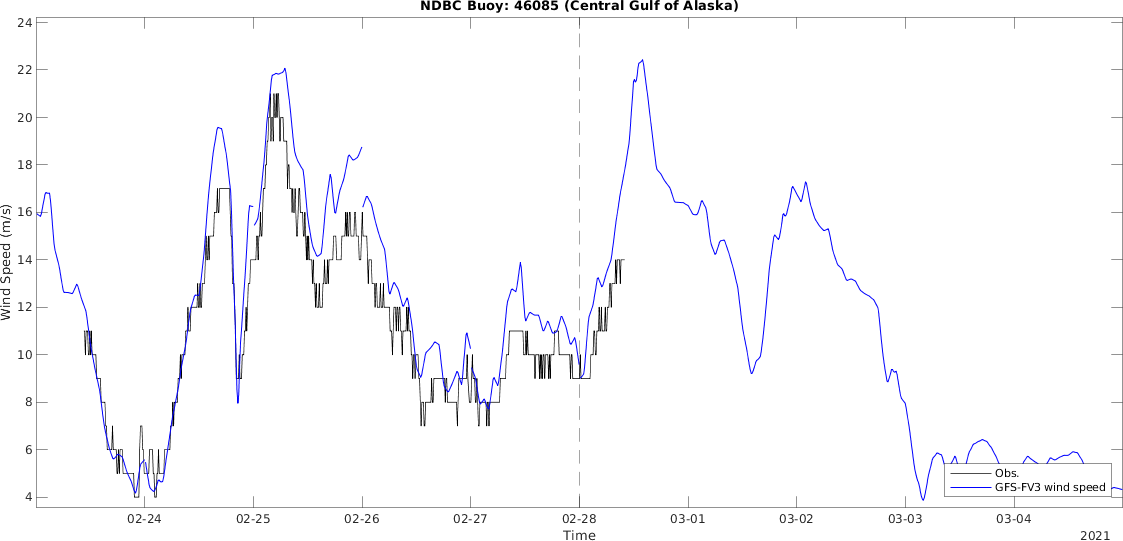 NDBC Buoy: 46085 (Central Gulf of Alaska)
24
22
20
18
16
14
12
10
8
6
4
Wind Speed (m/s)
Obs.
GFS-FV3 wind speed
02-24 02-25 02-26 02-27 02-28 03-01 03-02 03-03 03-04
Time
2021